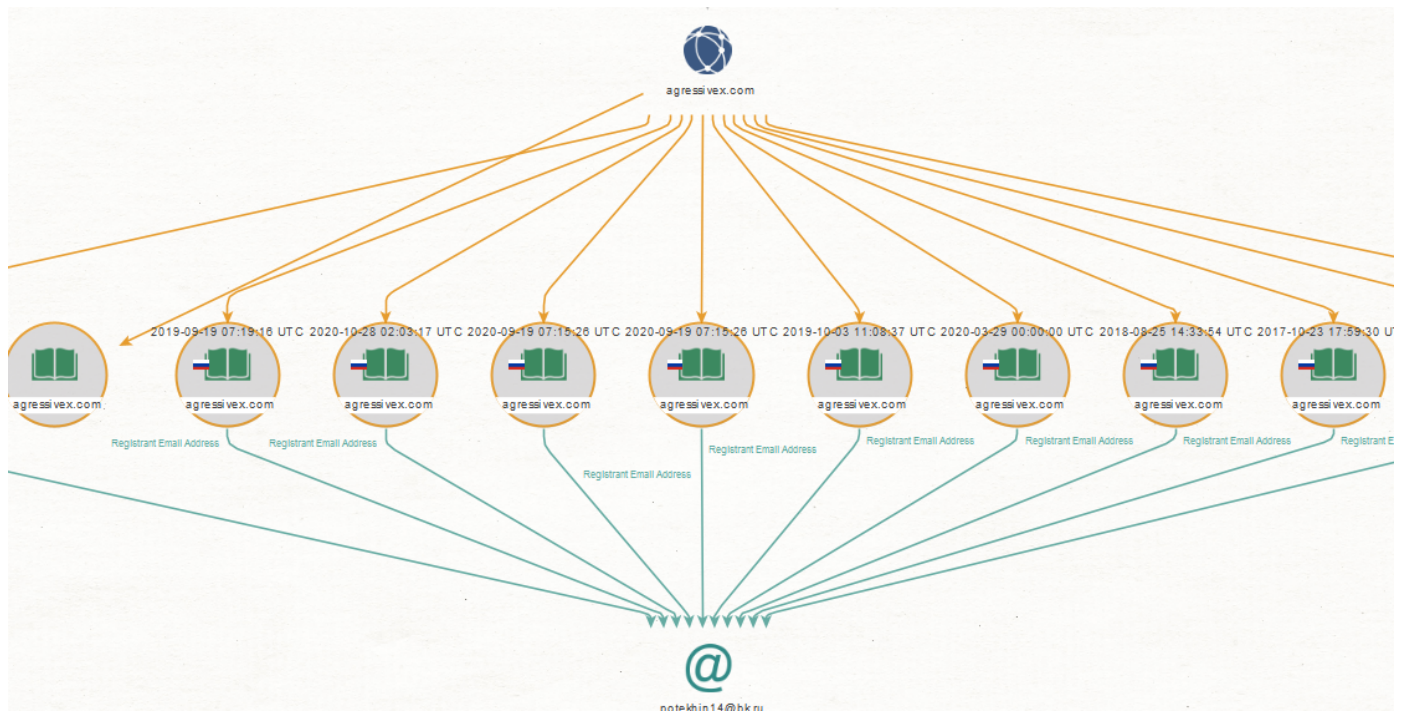 agressivex.com
2019-09-19 07:19:16 UTC
2020-10-28 02:03:17 UTC
2020-09-19 07:15:26 UTC
2020-09-19 07:15:26 UTC
2019-10-03 11:08:37 UTC
2020-03-29 00:00:00 UTC
2018-08-25 14:33:54 UTC
2017-10-23 17:59:30 U
agressivex.com
agressivex.com
agressivex.com
agressivex.com
agressivex.com
agressivex.com
agressivex.com
agressivex.com
agressivex.com
Registrant Email Address
Registrant Email Address
Registrant Email Address
Registrant Email Address
Registrant Email Address
Registrant Email Address
Registrant Email Address
Registrant E
@
potekhin14@bk.ru